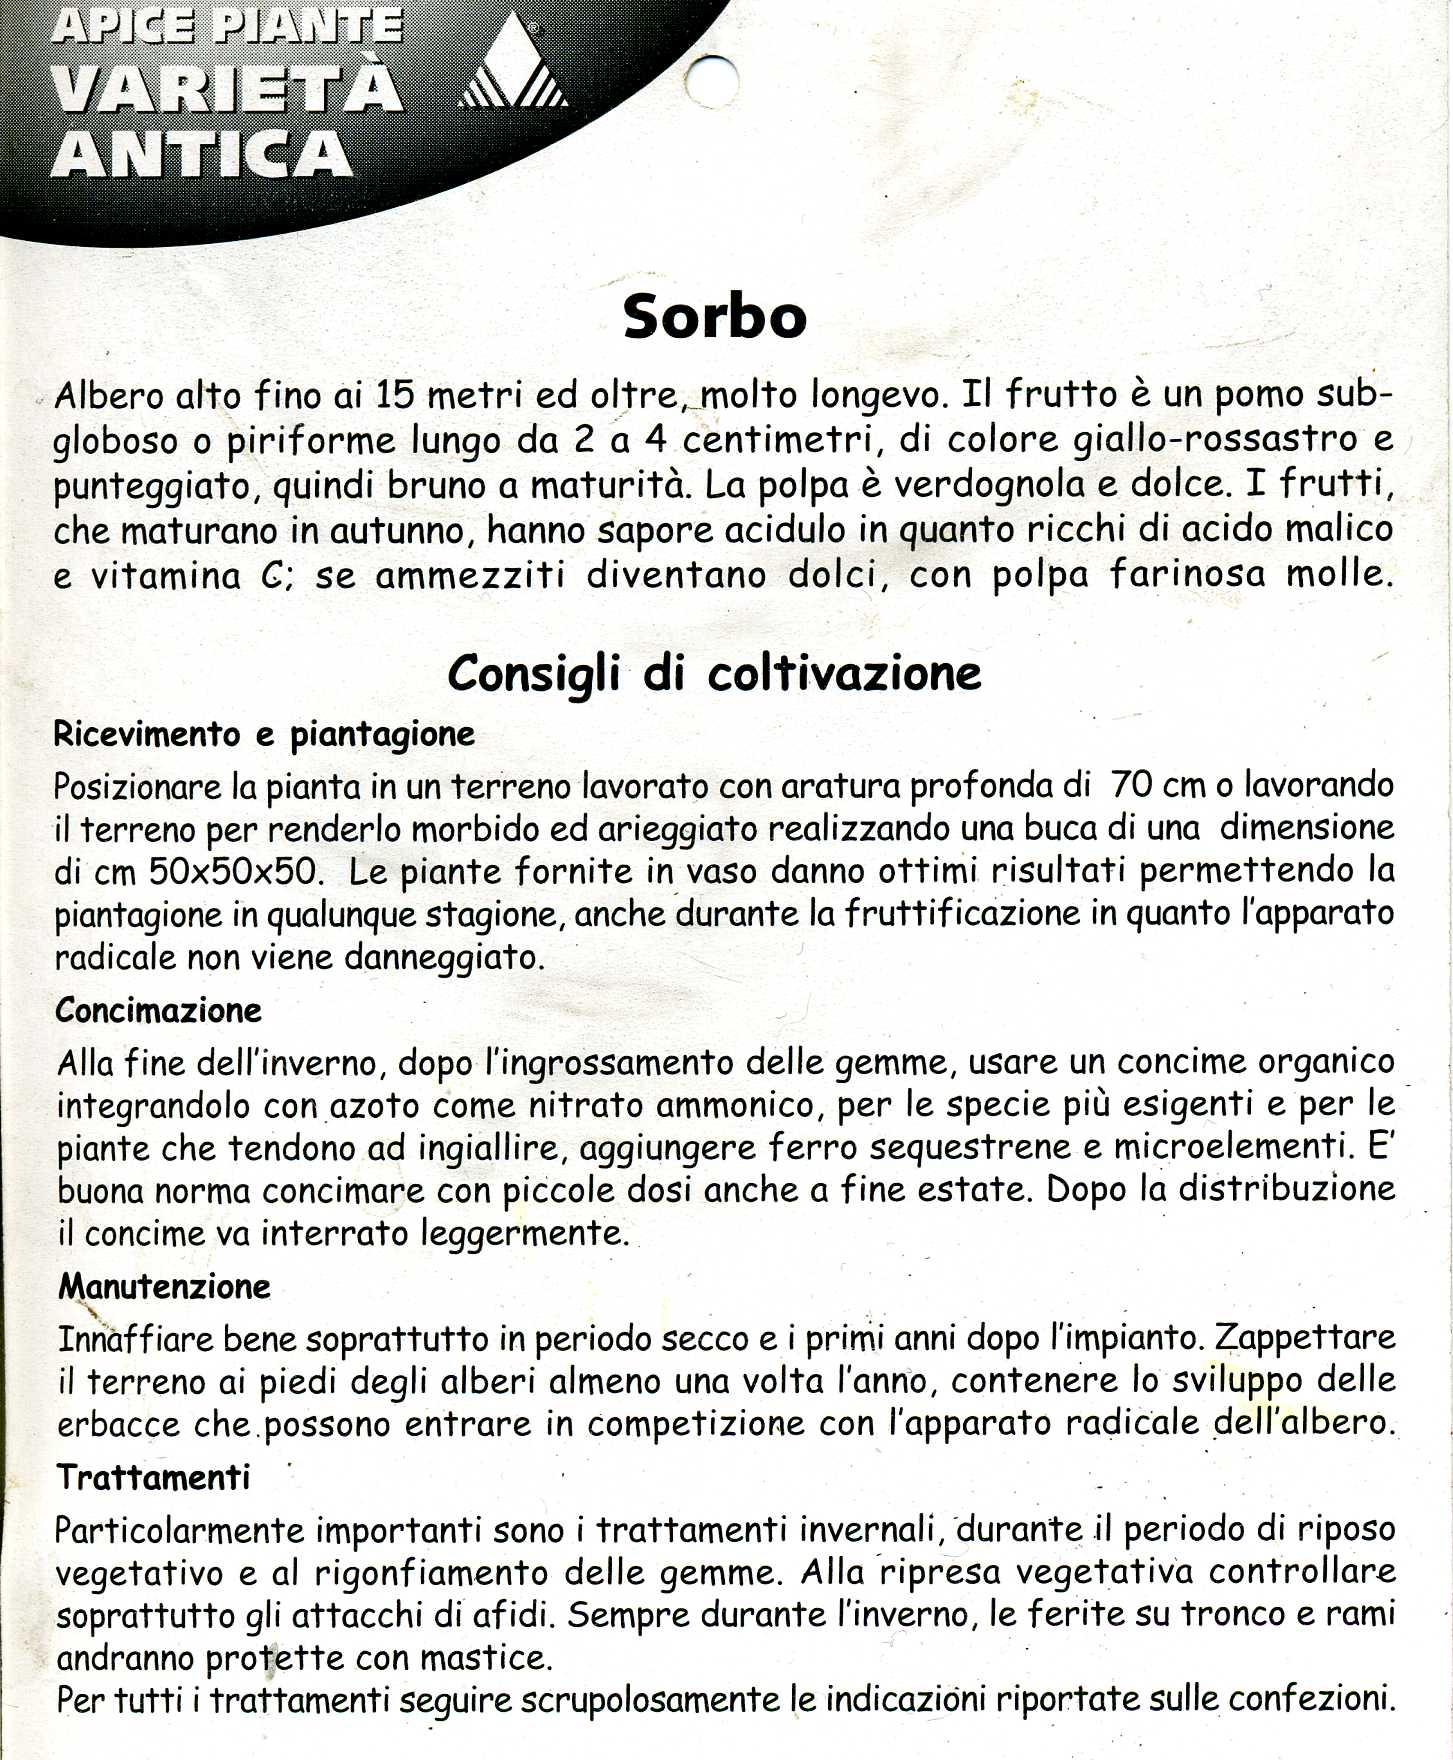 APICE PIANTE
VARIETÀ
ANTICA
®
Sorbo
Albero alto fino ai 15 metri ed oltre, molto longevo. Il frutto è un pomo sub-
globoso o piriforme lungo da 2 a 4 centimetri, di colore giallo-rossastro e
punteggiato, quindi bruno a maturità. La polpa è verdognola e dolce. I frutti,
che maturano in autunno, hanno sapore acidulo in quanto ricchi di acido malico
e vitamina C; se ammezziti diventano dolci, con polpa farinosa molle.
Consigli di coltivazione
Ricevimento e piantagione
Posizionare la pianta in un terreno lavorato con aratura profonda di 70 cm o lavorando
il terreno per renderlo morbido ed arieggiato realizzando una buca di una dimensione
di cm 50x50x50. Le piante fornite in vaso danno ottimi risultati permettendo la
piantagione in qualunque stagione, anche durante la fruttificazione in quanto l'apparato
radicale non viene danneggiato.
Concimazione
Alla fine dell'inverno, dopo l'ingrossamento delle gemme, usare un concime organico
integrandolo con azoto come nitrato ammonico, per le specie più esigenti e per le
piante che tendono ad ingiallire, aggiungere ferro sequestrene e microelementi. E'
buona norma concimare con piccole dosi anche a fine estate. Dopo la distribuzione
il concime va interrato leggermente.
Manutenzione
Innaffiare bene soprattutto in periodo secco e i primi anni dopo l'impianto. Zappettare
il terreno ai piedi degli alberi almeno una volta l'anno, contenere lo sviluppo delle
erbacce che possono entrare in competizione con l'apparato radicale dell'albero.
Trattamenti
Particolarmente importanti sono i trattamenti invernali, durante il periodo di riposo
vegetativo e al rigonfiamento delle gemme. Alla ripresa vegetativa controllare
soprattutto gli attacchi di afidi. Sempre durante l'inverno, le ferite su tronco e rami
andranno protette con mastice.
Per tutti i trattamenti seguire scrupolosamente le indicazioni riportate sulle confezioni.